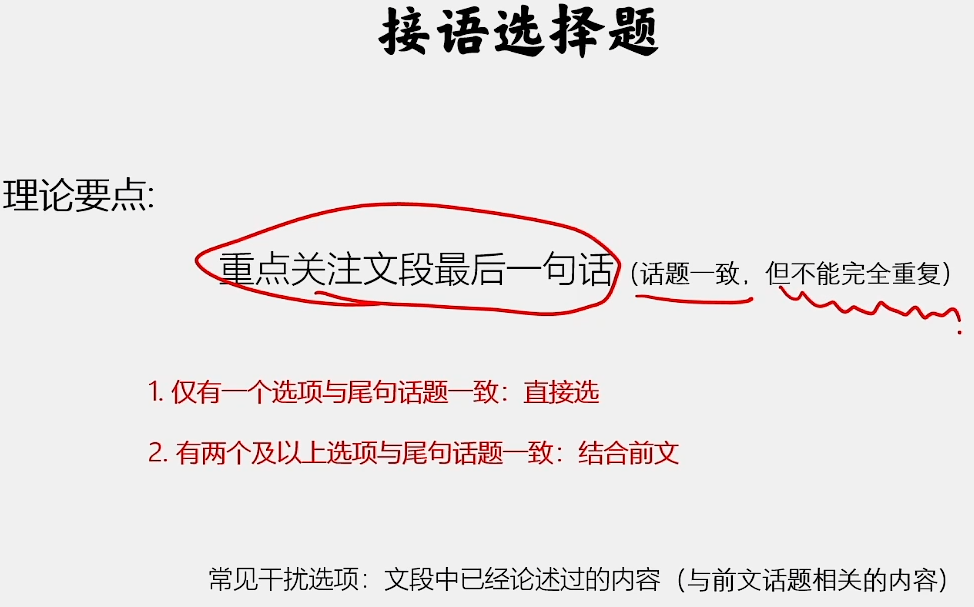 接语选择题
理论要点:
重点关注文段最后一句话（话题一致，但不能完全重复）
1. 仅有一个选项与尾句话题一致：直接选
2. 有两个及以上选项与尾句话题一致：结合前文
常见干扰选项：文段中已经论述过的内容（与前文话题相关的内容）